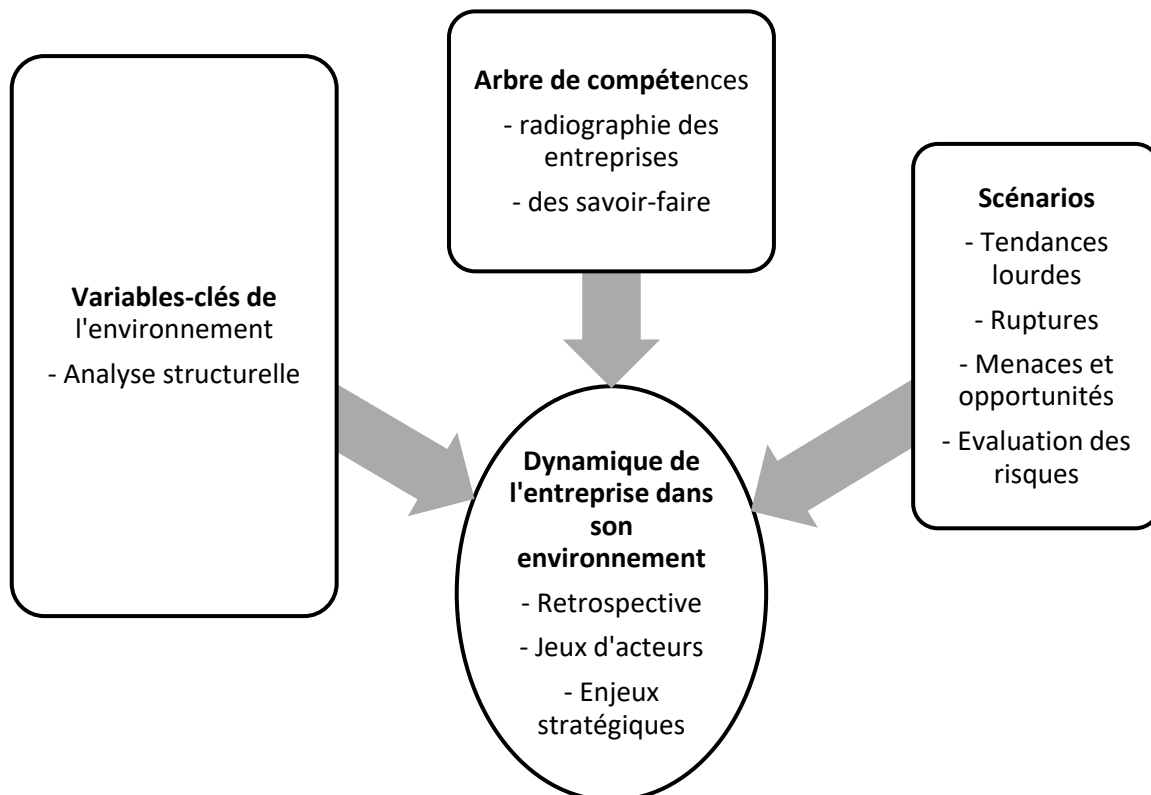 Variables-clés de
l'environnement
- Analyse structurelle
Arbre de compétences
- radiographie des
entreprises
- des savoir-faire
Scénarios
- Tendances
lourdes
- Ruptures
- Menaces et
opportunités
- Evaluation des
risques
Dynamique de
l'entreprise dans
son
environnement
- Retrospective
- Jeux d'acteurs
- Enjeux
stratégiques